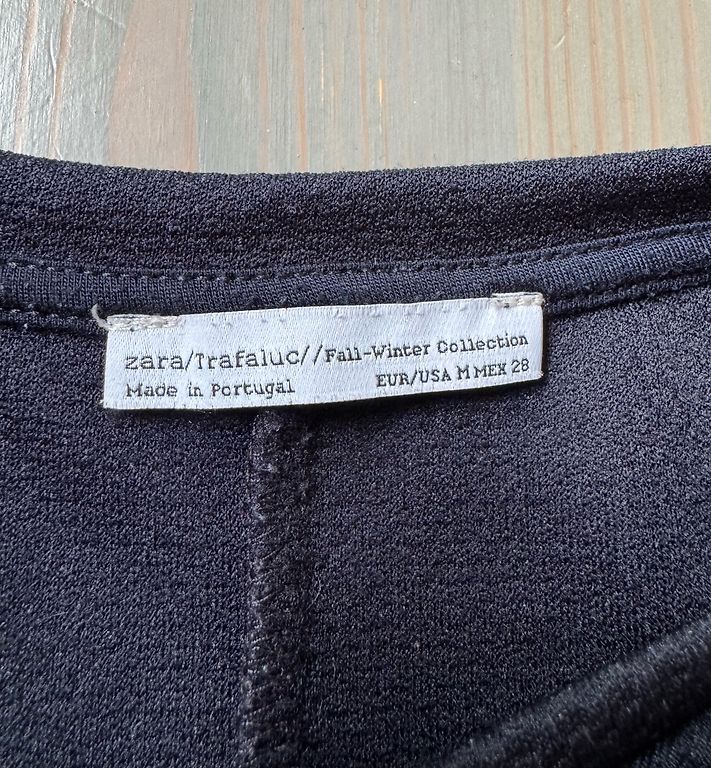 zara/Trafaluc//Fall-Winter Collection
Made in Portugal EUR/USA M MEX 28